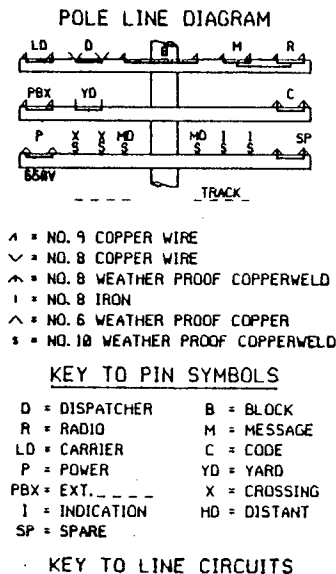 POLE LINE DIAGRAM
LD D B M R
PBX YD C
P X X MD MD I I SP
S S S S S S
550V
TRACK
= NO. 9 COPPER WIRE
= NO. 8 COPPER WIRE
= NO. 8 WEATHER PROOF COPPERWELD
I = NO. 8 IRON
= NO. 6 WEATHER PROOF COPPER
S = NO. 10 WEATHER PROOF COPPERWELD
KEY TO PIN SYMBOLS
D = DISPATCHER B = BLOCK
R = RADIO M = MESSAGE
LD = CARRIER C = CODE
P = POWER YD = YARD
PBX = EXT. _ _ _ _ X = CROSSING
I = INDICATION MD = DISTANT
SP = SPARE
KEY TO LINE CIRCUITS